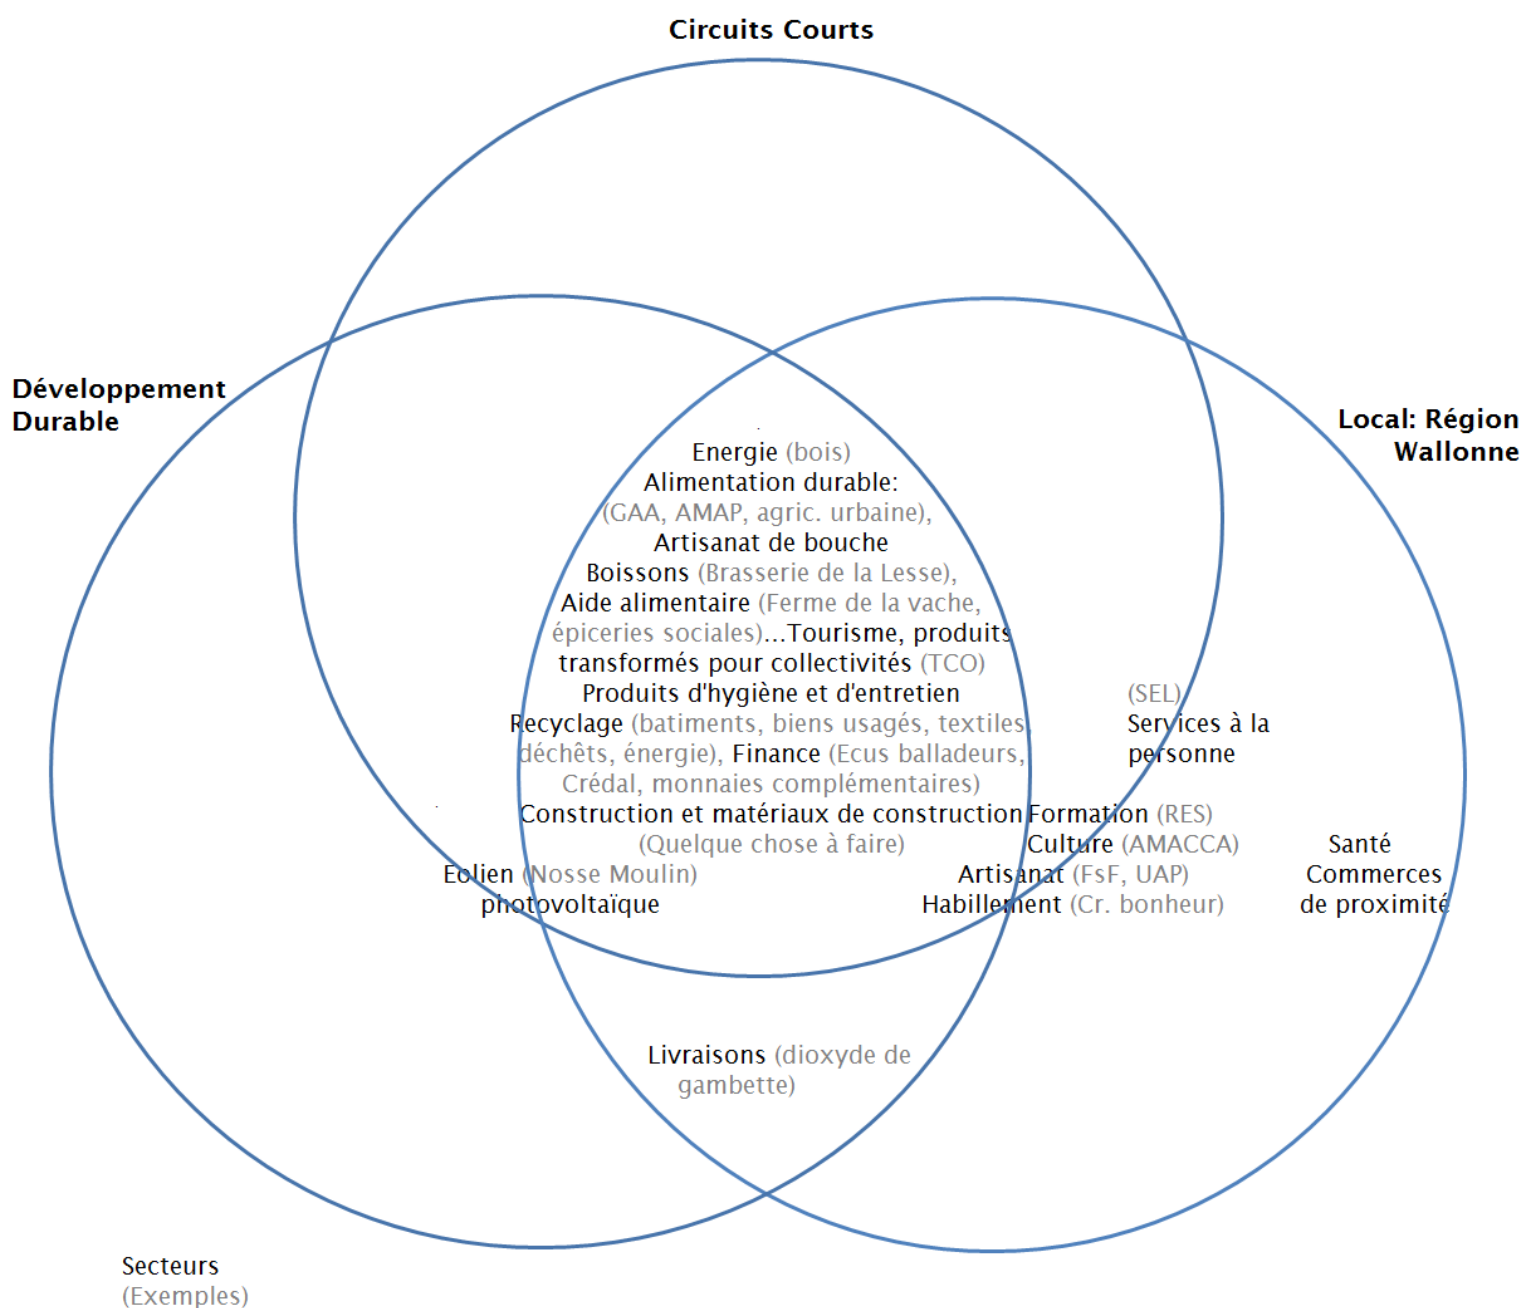 Circuits Courts
Développement
Durable
Local: Région
Wallonne
Energie (bois)
Alimentation durable:
(GAA, AMAP, agric. urbaine),
Artisanat de bouche
Boissons (Brasserie de la Lesse),
Aide alimentaire (Ferme de la vache,
épiceries sociales)...Tourisme, produits
transformés pour collectivités (TCO)
Produits d'hygiène et d'entretien
Recyclage (batiments, biens usagés, textiles,
déchêts, énergie), Finance (Ecus balladeurs,
Crédal, monnaies complémentaires)
Construction et matériaux de construction
(Quelque chose à faire)
Eolien (Nosse Moulin)
photovoltaïque
(SEL)
Services à la
personne
Formation (RES)
Culture (AMACCA)
Artisanat (FsF, UAP)
Habillement (Cr. bonheur)
Santé
Commerces
de proximité
Livraisons (dioxyde de
gambette)
Secteurs
(Exemples)